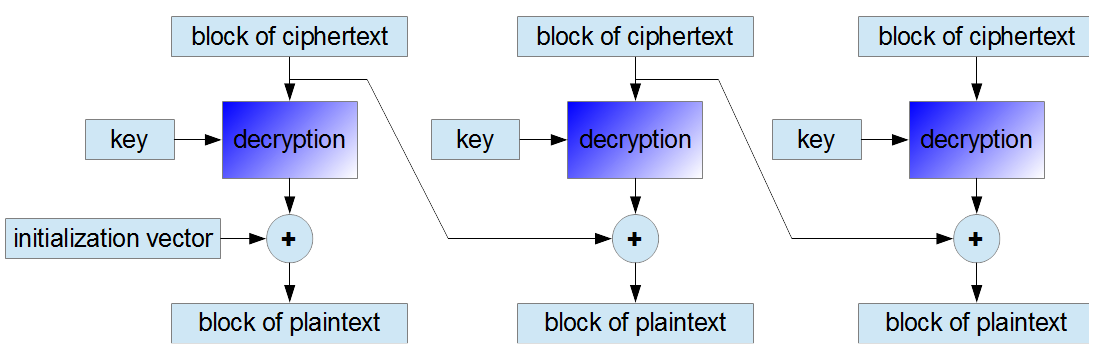 block of ciphertext
block of ciphertext
block of ciphertext
key
decryption
key
decryption
key
decryption
initialization vector
+
+
+
block of plaintext
block of plaintext
block of plaintext